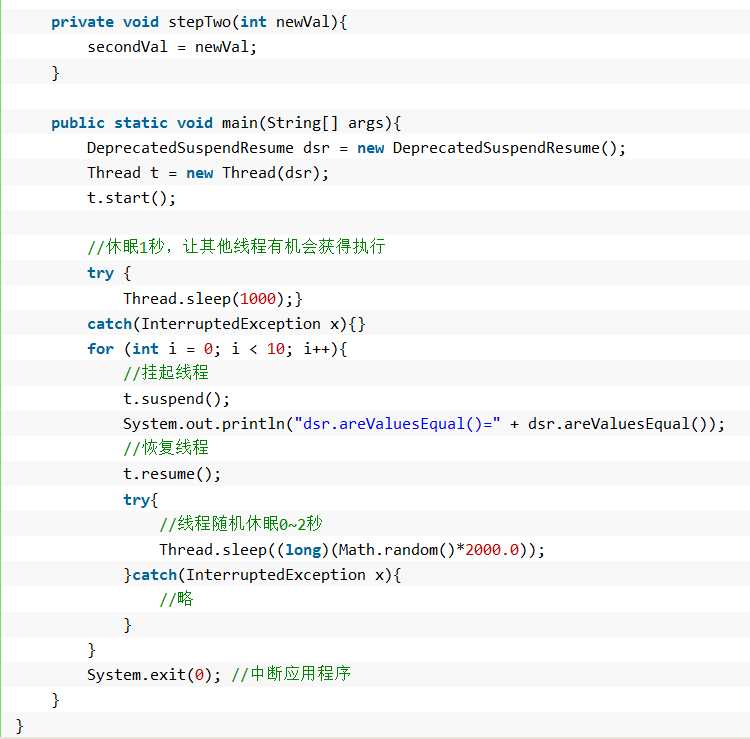 private void stepTwo(int newVal){
secondVal = newVal;
}
public static void main(String[] args){
DeprecatedSuspendResume dsr = new DeprecatedSuspendResume();
Thread t = new Thread(dsr);
t.start();
//休眠1秒，让其他线程有机会获得执行
try {
Thread.sleep(1000);}
catch(InterruptedException x){}
for (int i = 0; i < 10; i++){
//挂起线程
t.suspend();
System.out.println("dsr.areValuesEqual()=" + dsr.areValuesEqual());
//恢复线程
t.resume();
try{
//线程随机休眠0~2秒
Thread.sleep((long)(Math.random()*2000.0));
}catch(InterruptedException x){
//略
}
}
System.exit(0); //中断应用程序
}
}